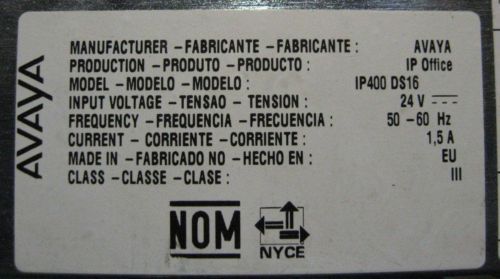 AVAYA
MANUFACTURER – FABRICANTE – FABRICANTE : AVAYA
PRODUCTION – PRODUTO – PRODUCTO : IP Office
MODEL – MODELO – MODELO : IP400 DS16
INPUT VOLTAGE – TENSAO – TENSION : 24 V ⎓
FREQUENCY – FREQUENCIA – FRECUENCIA : 50 – 60 Hz
CURRENT – CORRIENTE – CORRIENTE : 1,5 A
MADE IN – FABRICADO NO – HECHO EN : EU
CLASS – CLASSE – CLASE : III
NOM
NYCE